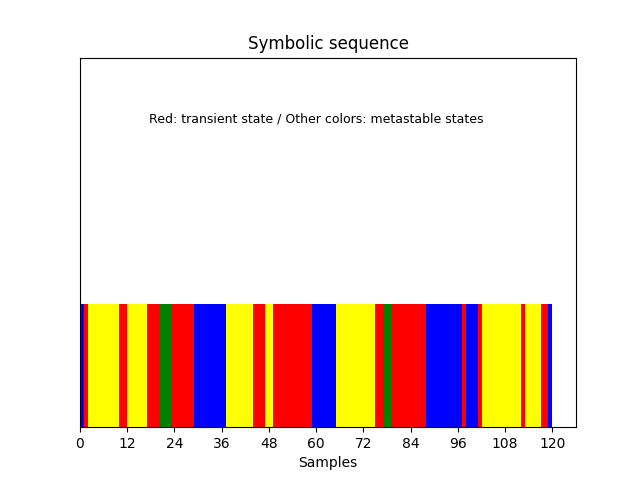 Symbolic sequence
Red: transient state / Other colors: metastable states
0 12 24 36 48 60 72 84 96 108 120
Samples